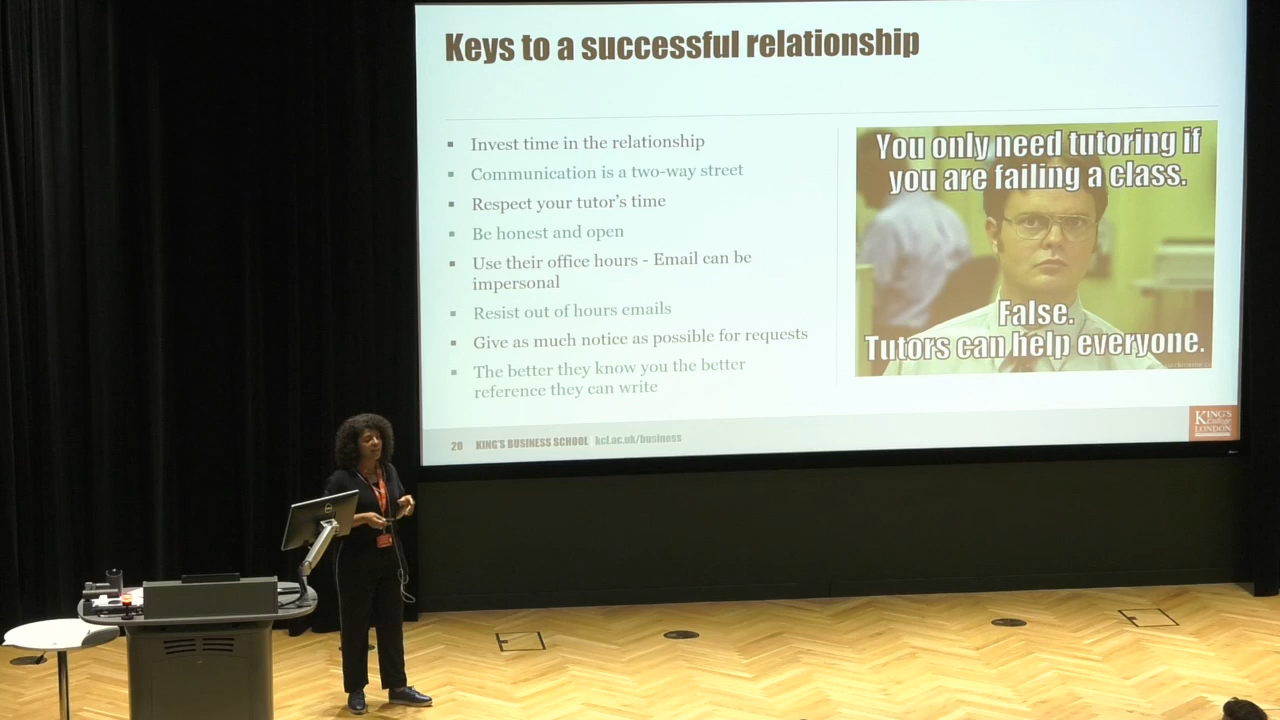 Keys to a successful relationship
▪ Invest time in the relationship
▪ Communication is a two-way street
▪ Respect your tutor's time
▪ Be honest and open
▪ Use their office hours - Email can be
impersonal
▪ Resist out of hours emails
▪ Give as much notice as possible for requests
▪ The better they know you the better
reference they can write
You only need tutoring if
you are failing a class.
False.
Tutors can help everyone.
20 KING'S BUSINESS SCHOOL | kcl.ac.uk/business
KING'S
College
LONDON